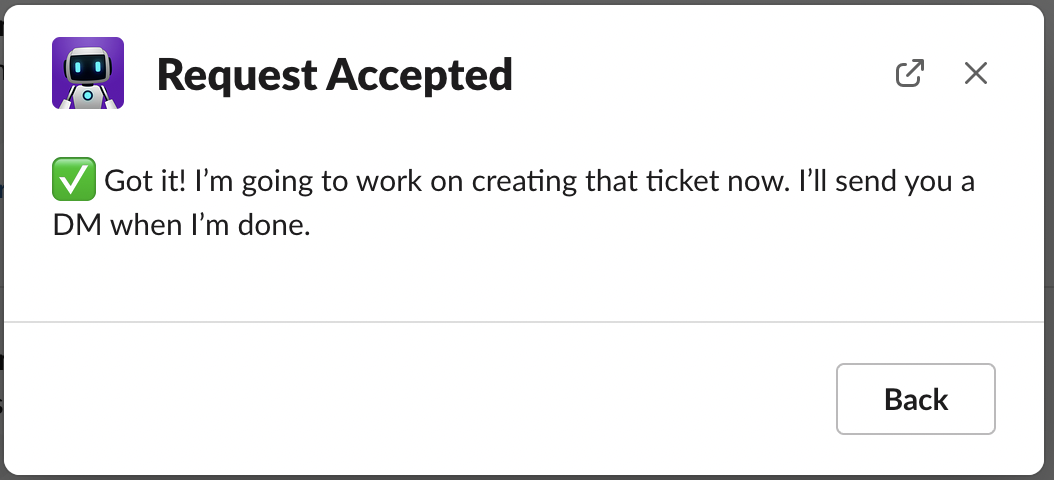 Request Accepted
✅ Got it! I’m going to work on creating that ticket now. I’ll send you a
DM when I’m done.
Back